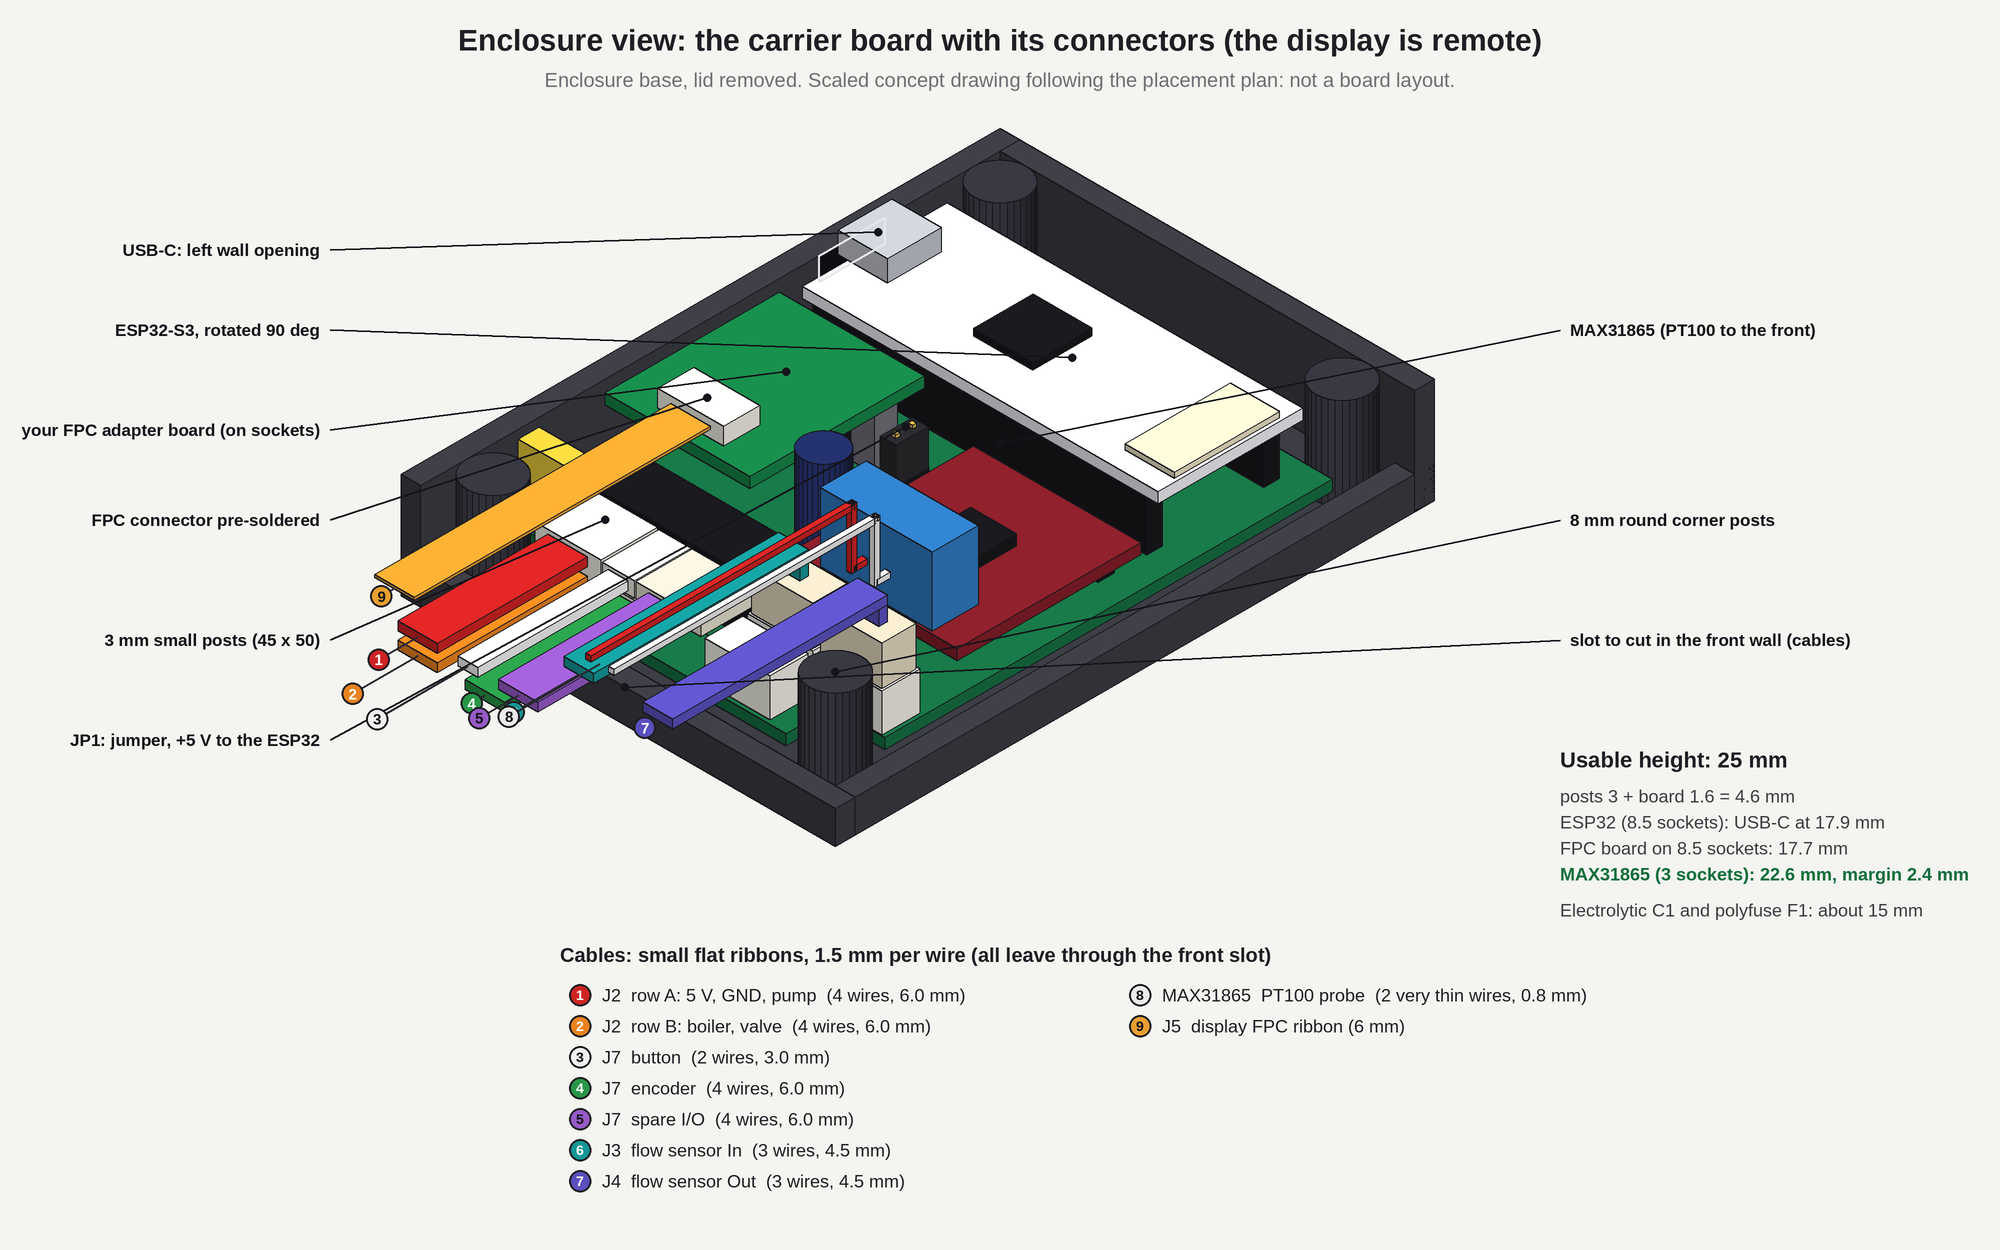 Enclosure view: the carrier board with its connectors (the display is remote)
Enclosure base, lid removed. Scaled concept drawing following the placement plan: not a board layout.
USB-C: left wall opening
ESP32-S3, rotated 90 deg
your FPC adapter board (on sockets)
FPC connector pre-soldered
3 mm small posts (45 x 50)
JP1: jumper, +5 V to the ESP32
MAX31865 (PT100 to the front)
8 mm round corner posts
slot to cut in the front wall (cables)
9
1
2
3
4
5
8
7
Usable height: 25 mm
posts 3 + board 1.6 = 4.6 mm
ESP32 (8.5 sockets): USB-C at 17.9 mm
FPC board on 8.5 sockets: 17.7 mm
MAX31865 (3 sockets): 22.6 mm, margin 2.4 mm
Electrolytic C1 and polyfuse F1: about 15 mm
Cables: small flat ribbons, 1.5 mm per wire (all leave through the front slot)
1 J2 row A: 5 V, GND, pump (4 wires, 6.0 mm)
2 J2 row B: boiler, valve (4 wires, 6.0 mm)
3 J7 button (2 wires, 3.0 mm)
4 J7 encoder (4 wires, 6.0 mm)
5 J7 spare I/O (4 wires, 6.0 mm)
6 J3 flow sensor In (3 wires, 4.5 mm)
7 J4 flow sensor Out (3 wires, 4.5 mm)
8 MAX31865 PT100 probe (2 very thin wires, 0.8 mm)
9 J5 display FPC ribbon (6 mm)